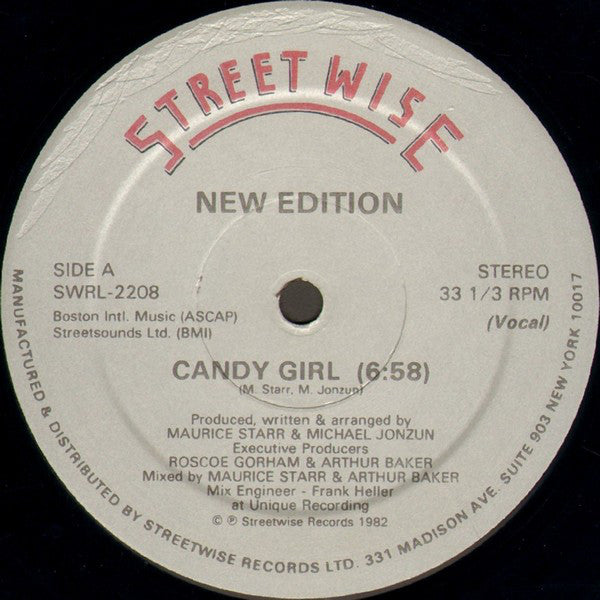 STREETWISE
NEW EDITION
SIDE A
SWRL-2208
Boston Intl. Music (ASCAP)
Streetsounds Ltd. (BMI)
STEREO
33 1/3 RPM
(Vocal)
CANDY GIRL (6:58)
(M. Starr, M. Jonzun)
Produced, written & arranged by
MAURICE STARR & MICHAEL JONZUN
Executive Producers
ROSCOE GORHAM & ARTHUR BAKER
Mixed by MAURICE STARR & ARTHUR BAKER
Mix Engineer - Frank Heller
at Unique Recording
© ℗ Streetwise Records 1982
MANUFACTURED & DISTRIBUTED BY STREETWISE RECORDS LTD. 331 MADISON AVE. SUITE 903 NEW YORK 10017